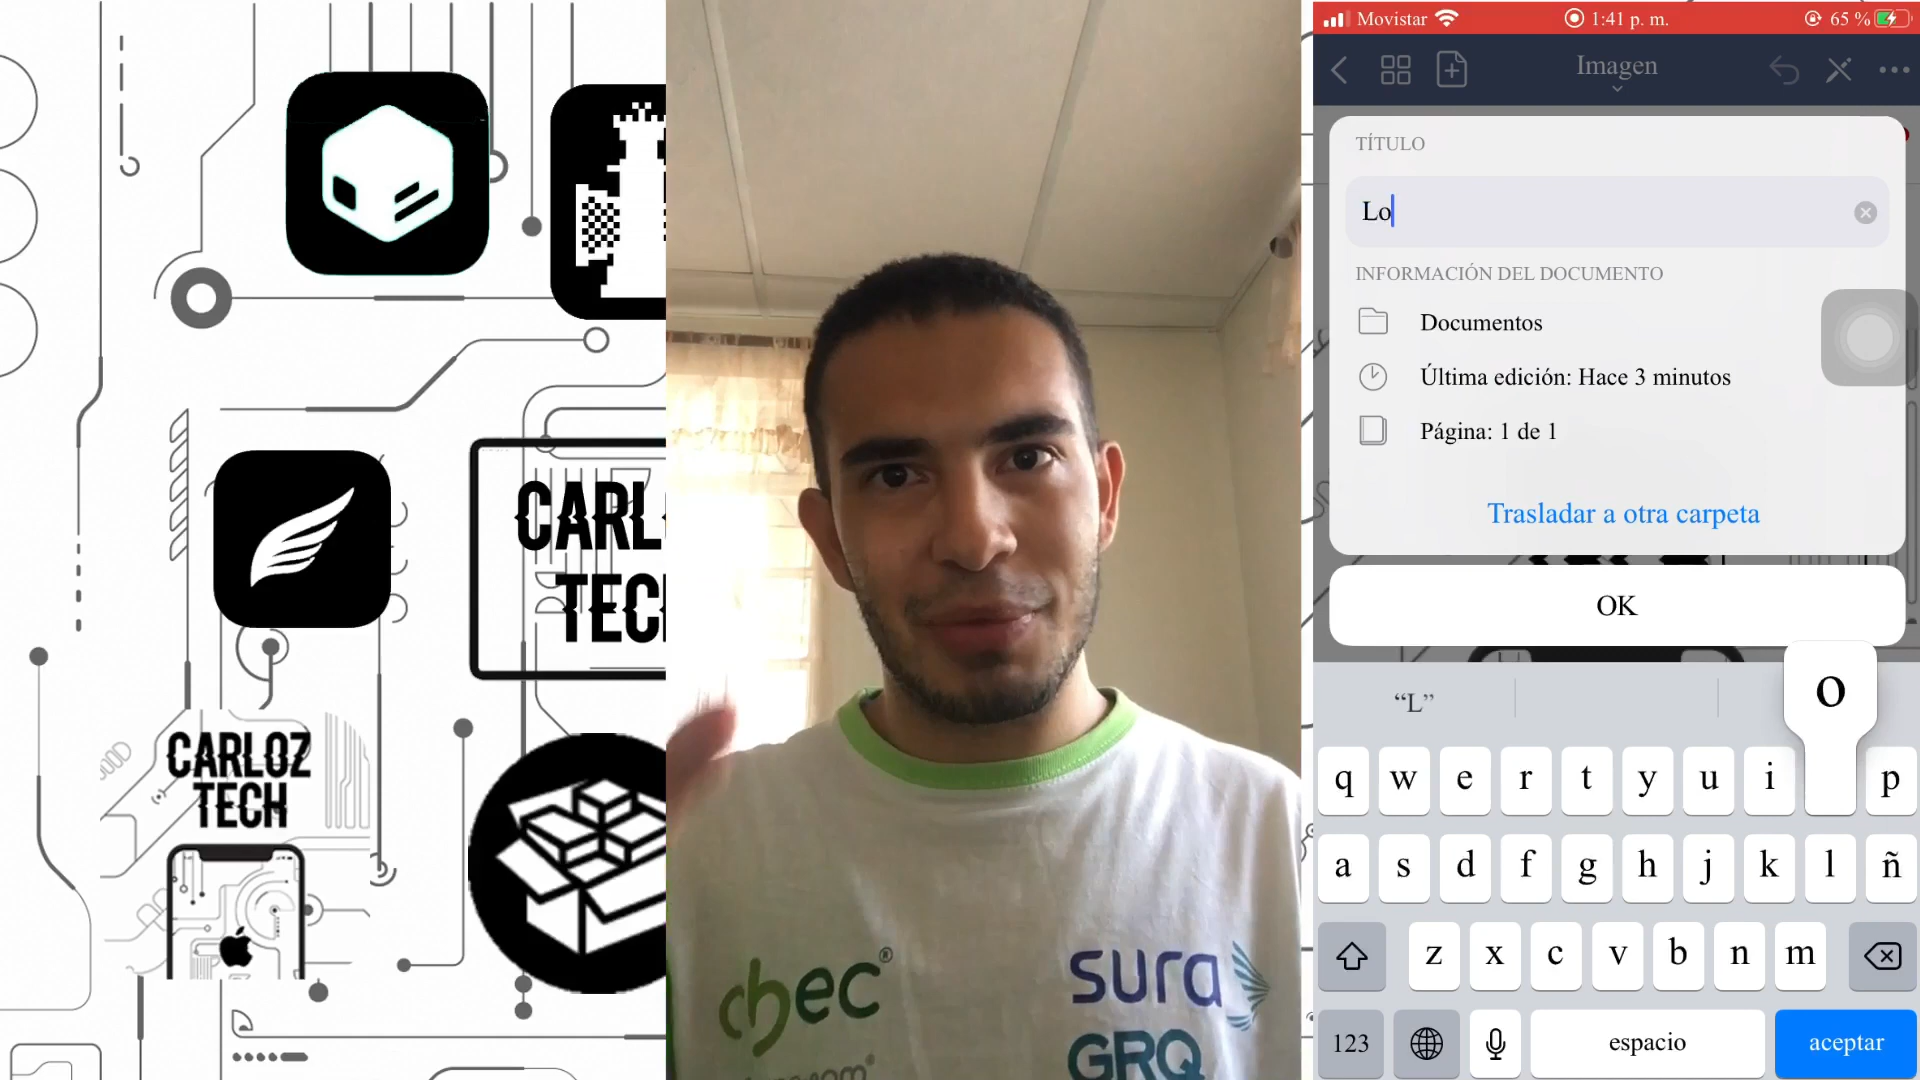 CARL
TECH
CARLOZ
TECH
chec®
sura
GRQ
Movistar
1:41 p. m.
65 %
Imagen
TÍTULO
Lo
INFORMACIÓN DEL DOCUMENTO
Documentos
Última edición: Hace 3 minutos
Página: 1 de 1
Trasladar a otra carpeta
OK
“L”
o
q w e r t y u i p
a s d f g h j k l ñ
z x c v b n m
123
espacio
aceptar